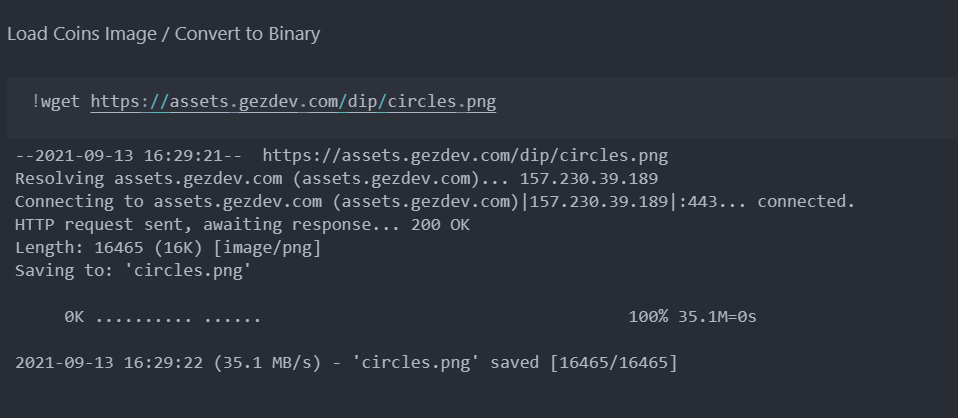 Load Coins Image / Convert to Binary
!wget https://assets.gezdev.com/dip/circles.png
--2021-09-13 16:29:21--  https://assets.gezdev.com/dip/circles.png
Resolving assets.gezdev.com (assets.gezdev.com)... 157.230.39.189
Connecting to assets.gezdev.com (assets.gezdev.com)|157.230.39.189|:443... connected.
HTTP request sent, awaiting response... 200 OK
Length: 16465 (16K) [image/png]
Saving to: 'circles.png'
     0K .......... ......                                     100% 35.1M=0s
2021-09-13 16:29:22 (35.1 MB/s) - 'circles.png' saved [16465/16465]